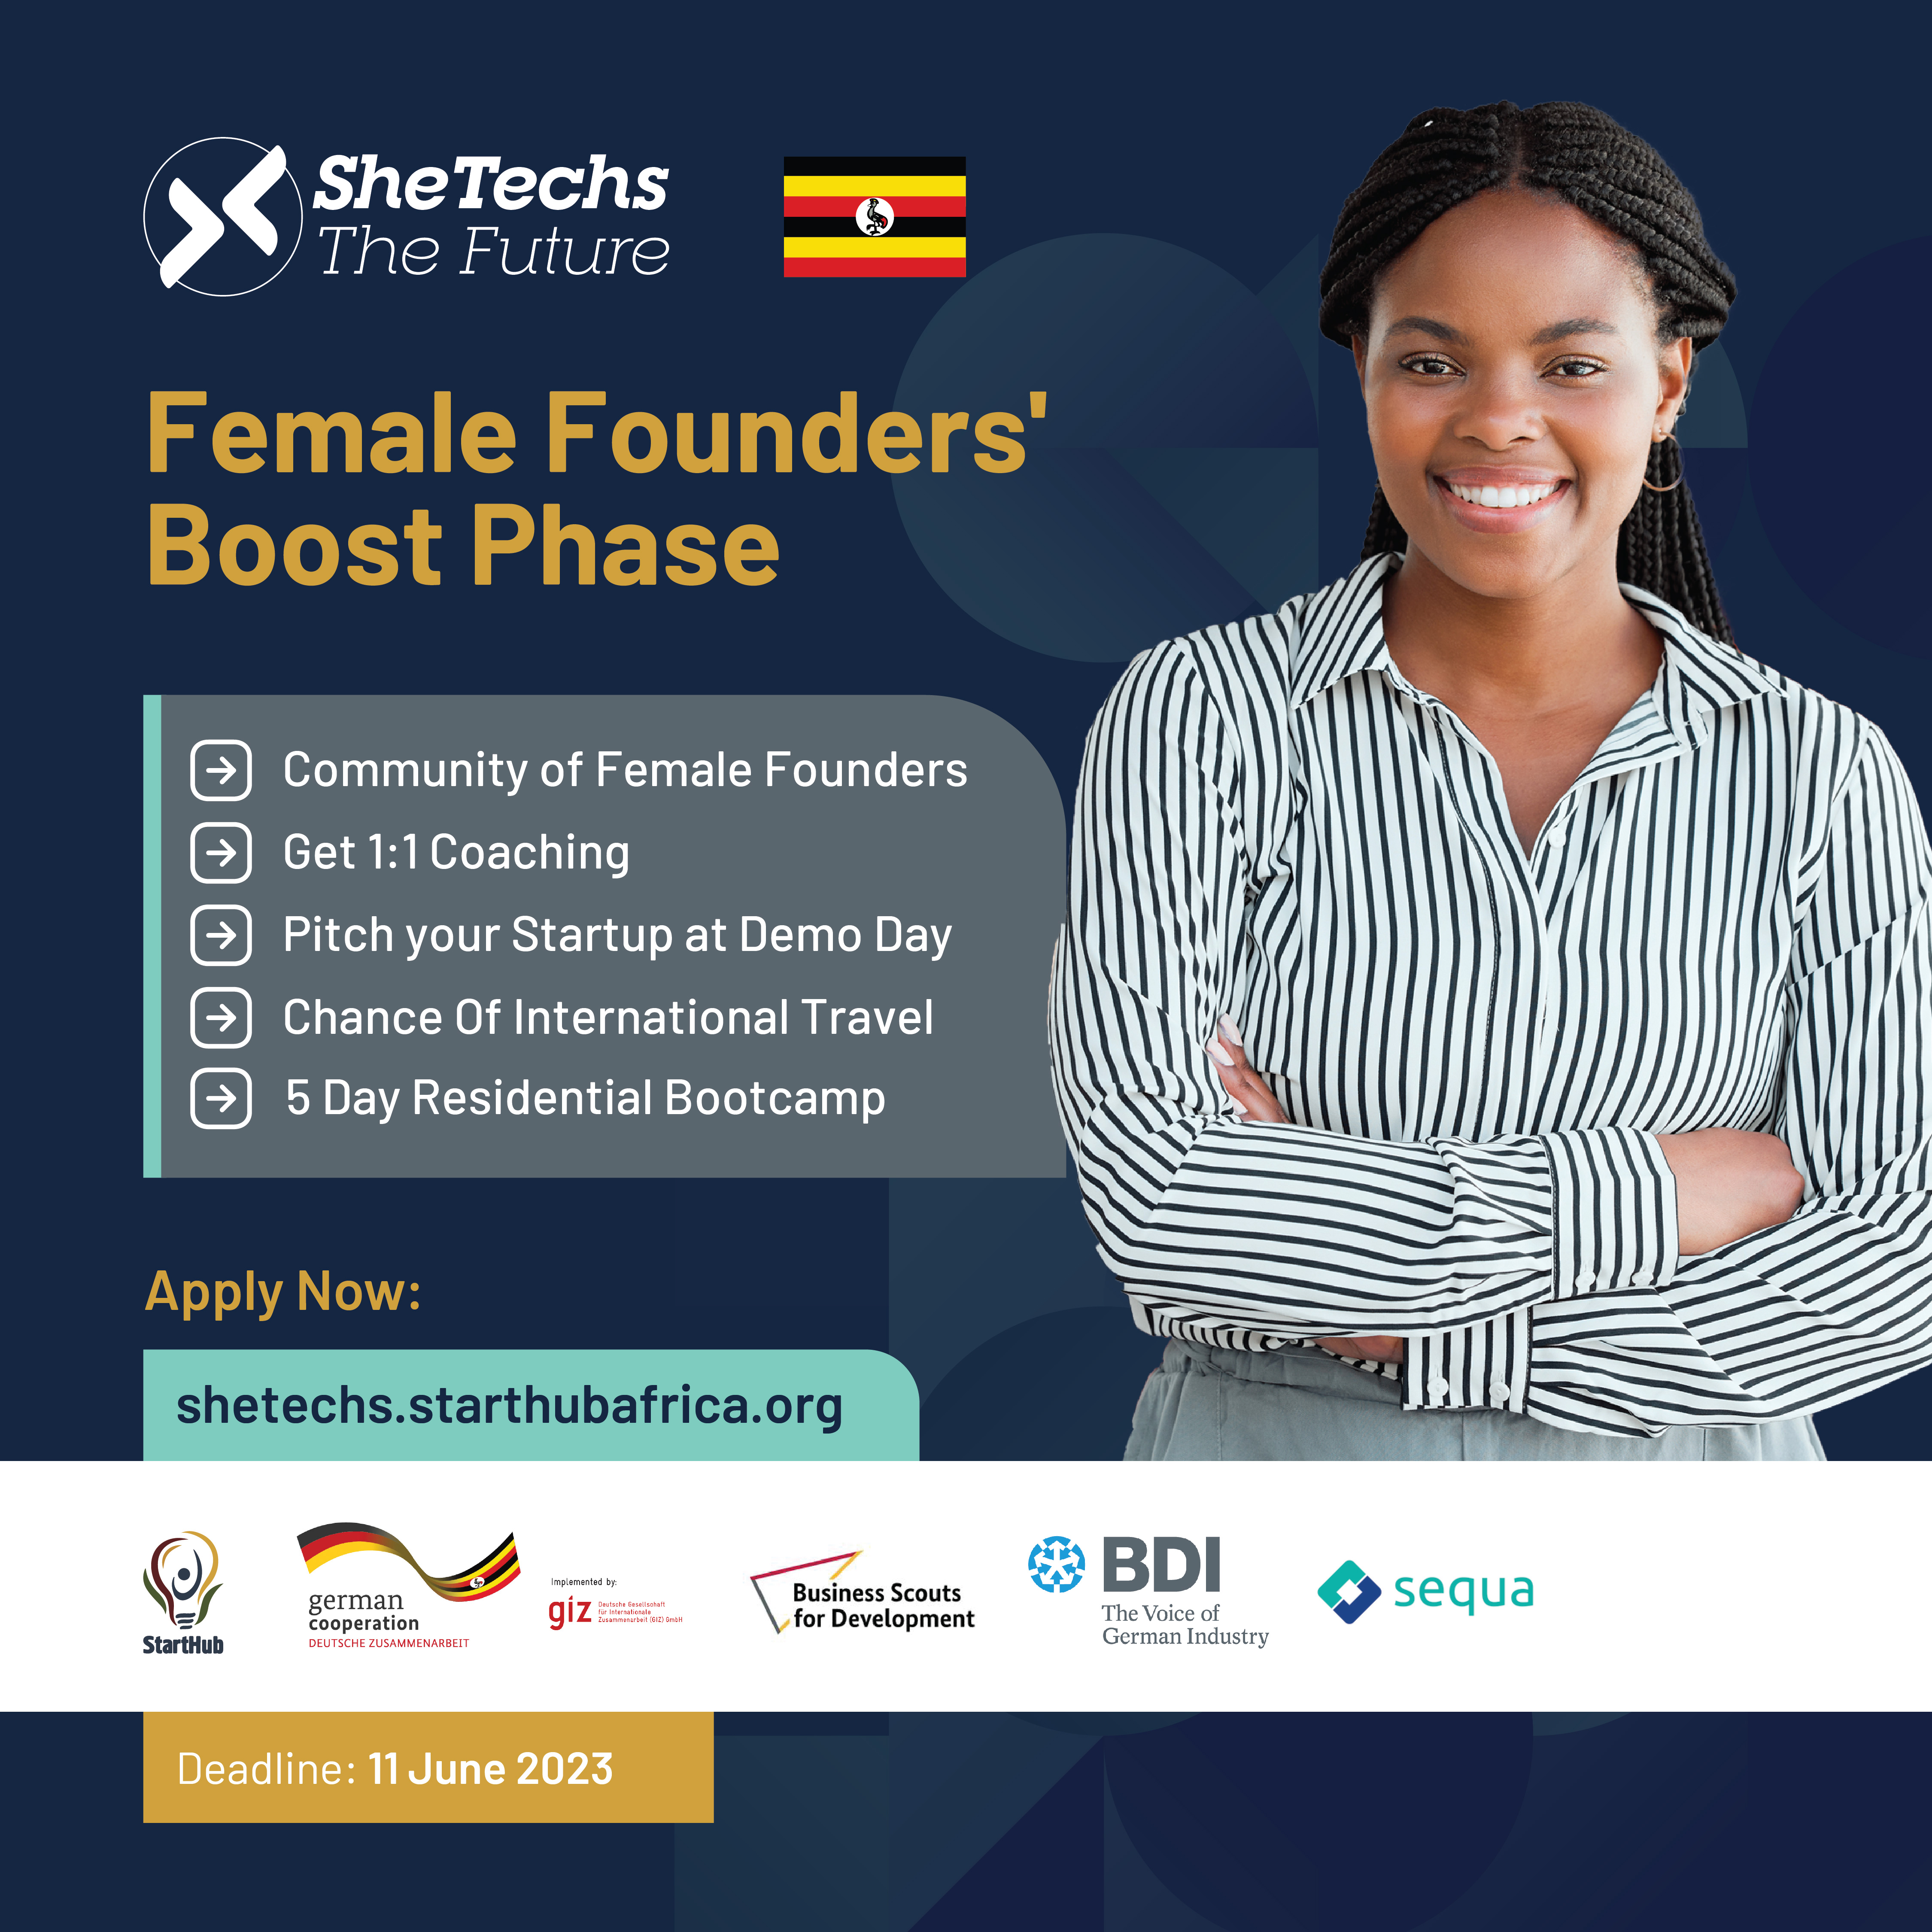 SheTechs
The Future
Female Founders'
Boost Phase
Community of Female Founders
Get 1:1 Coaching
Pitch your Startup at Demo Day
Chance Of International Travel
5 Day Residential Bootcamp
Apply Now:
shetechs.starthubafrica.org
StartHub
german
cooperation
DEUTSCHE ZUSAMMENARBEIT
Implemented by:
giz
Deutsche Gesellschaft
für Internationale
Zusammenarbeit (GIZ) GmbH
Business Scouts
for Development
BDI
The Voice of
German Industry
sequa
Deadline: 11 June 2023